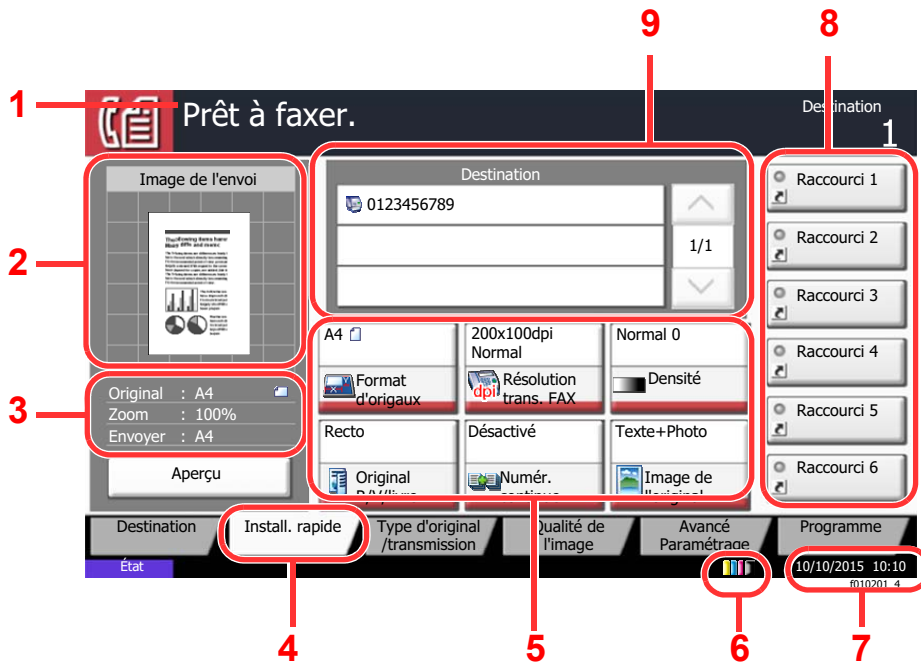 9
8
1
Prêt à faxer.
Destination
1
Image de l'envoi
Destination
0123456789
1/1
2
Raccourci 1
Raccourci 2
Raccourci 3
Raccourci 4
Raccourci 5
Raccourci 6
A4
200x100dpi
Normal
Normal 0
Format
d'origaux
dpi
Résolution
trans. FAX
Densité
3
Original : A4
Zoom : 100%
Envoyer : A4
Aperçu
Recto
Désactivé
Texte+Photo
Original
Numér.
Image de
Destination
Install. rapide
Type d'original
/transmission
Qualité de
l'image
Avancé
Paramétrage
Programme
État
10/10/2015 10:10
f010201_4
4
5
6
7